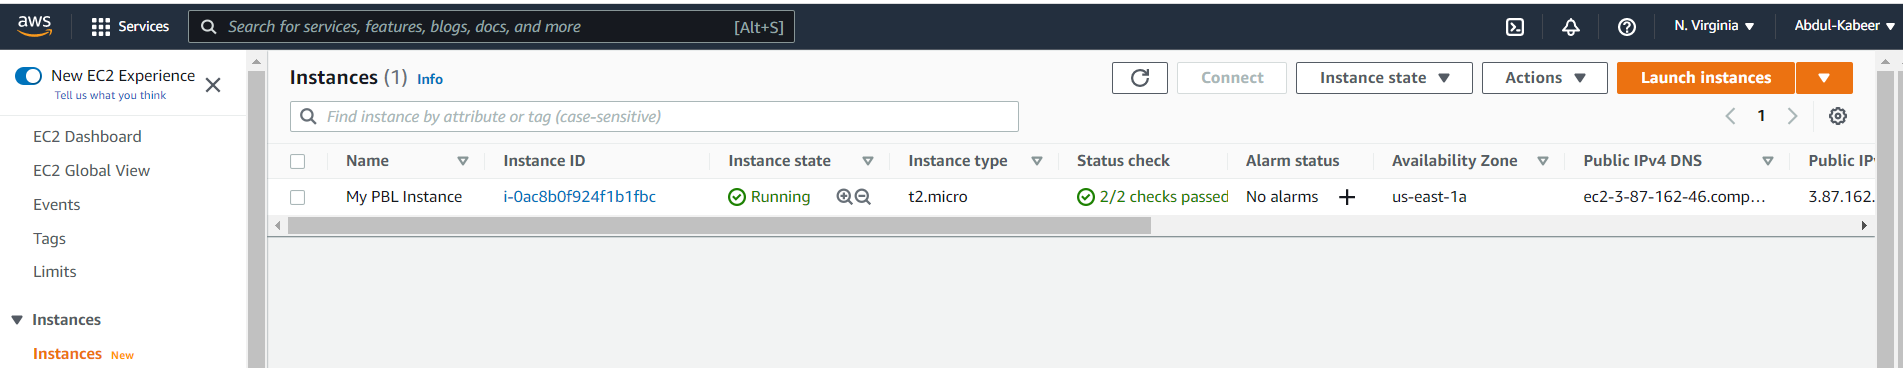 aws
Services
Search for services, features, blogs, docs, and more
[Alt+S]
N. Virginia
Abdul-Kabeer
New EC2 Experience
Tell us what you think
EC2 Dashboard
EC2 Global View
Events
Tags
Limits
Instances
Instances New
Instances (1) Info
Connect
Instance state
Actions
Launch instances
Find instance by attribute or tag (case-sensitive)
1
Name Instance ID Instance state Instance type Status check Alarm status Availability Zone Public IPv4 DNS Public IP
My PBL Instance i-0ac8b0f924f1b1fbc Running t2.micro 2/2 checks passed No alarms us-east-1a ec2-3-87-162-46.comp... 3.87.162.